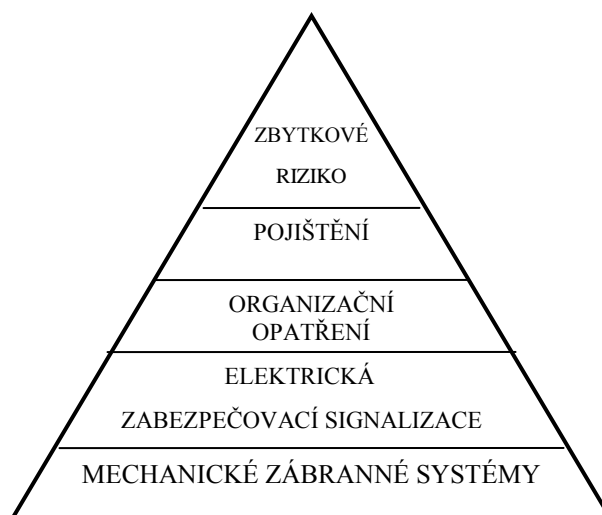 ZBYTKOVÉ
RIZIKO
POJIŠTĚNÍ
ORGANIZAČNÍ
OPATŘENÍ
ELEKTRICKÁ
ZABEZPEČOVACÍ SIGNALIZACE
MECHANICKÉ ZÁBRANNÉ SYSTÉMY